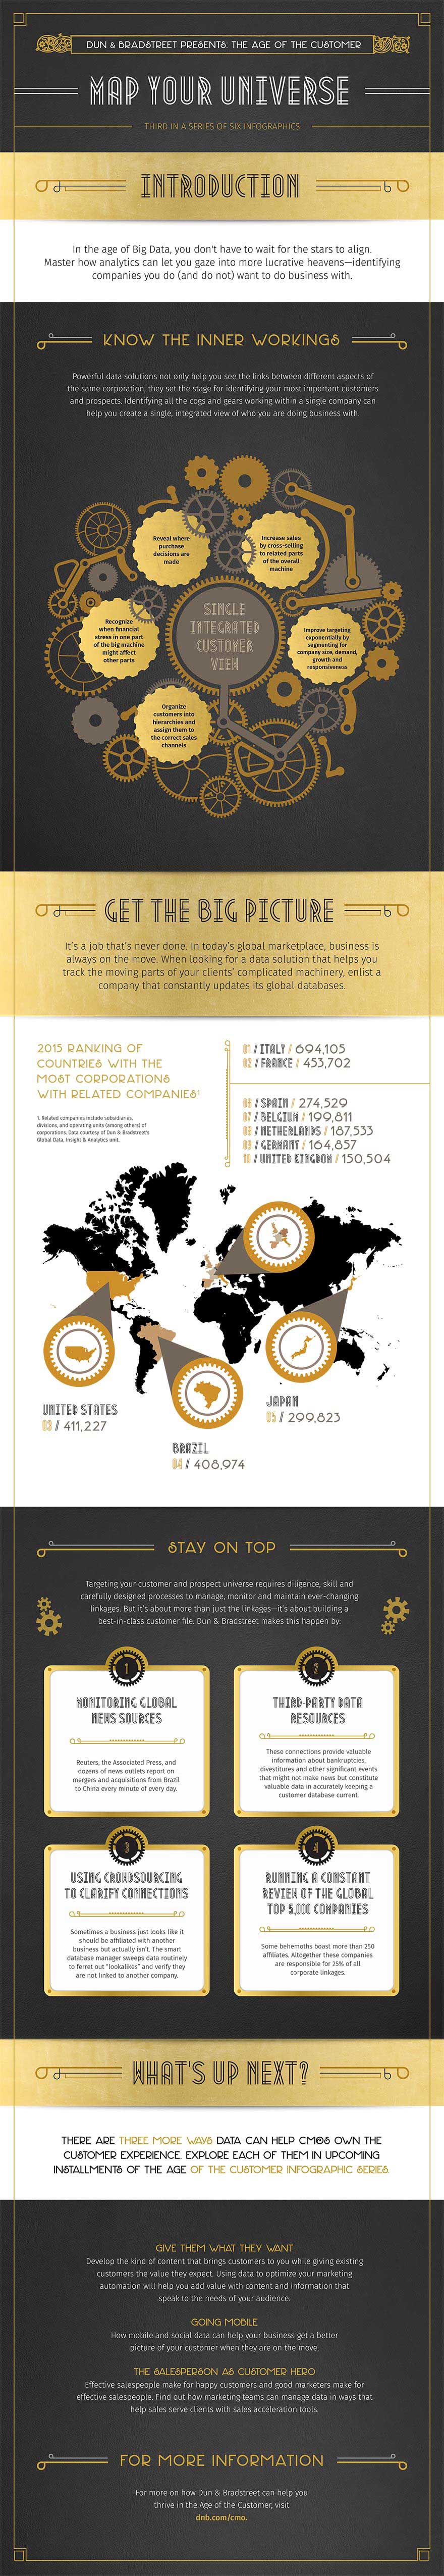 DUN & BRADSTREET PRESENTS: THE AGE OF THE CUSTOMER
MAP YOUR UNIVERSE
THIRD IN A SERIES OF SIX INFOGRAPHICS
INTRODUCTION
In the age of Big Data, you don't have to wait for the stars to align.
Master how analytics can let you gaze into more lucrative heavens—identifying
companies you do (and do not) want to do business with.
KNOW THE INNER WORKINGS
Powerful data solutions not only help you see the links between different aspects of
the same corporation, they set the stage for identifying your most important customers
and prospects. Identifying all the cogs and gears working within a single company can
help you create a single, integrated view of who you are doing business with.
Reveal where
purchase
decisions are
made
Increase sales
by cross-selling
to related parts
of the overall
machine
Recognize
when financial
stress in one part
of the big machine
might affect
other parts
SINGLE
INTEGRATED
CUSTOMER
VIEW
Improve targeting
exponentially by
segmenting for
company size, demand,
growth and
responsiveness
Organize
customers into
hierarchies and
assign them to
the correct sales
channels
GET THE BIG PICTURE
It's a job that's never done. In today's global marketplace, business is
always on the move. When looking for a data solution that helps you
track the moving parts of your clients' complicated machinery, enlist a
company that constantly updates its global databases.
2015 RANKING OF
COUNTRIES WITH THE
MOST CORPORATIONS
WITH RELATED COMPANIES¹
1. Related companies include subsidiaries,
divisions, and operating units (among others) of
corporations. Data courtesy of Dun & Bradstreet's
Global Data, Insight & Analytics unit.
01 / ITALY / 694,105
02 / FRANCE / 453,702
06 / SPAIN / 274,529
07 / BELGIUM / 199,811
08 / NETHERLANDS / 187,533
09 / GERMANY / 164,857
10 / UNITED KINGDOM / 150,504
UNITED STATES
03 / 411,227
JAPAN
05 / 299,823
BRAZIL
04 / 408,974
STAY ON TOP
Targeting your customer and prospect universe requires diligence, skill and
carefully designed processes to manage, monitor and maintain ever-changing
linkages. But it's about more than just the linkages—it's about building a
best-in-class customer file. Dun & Bradstreet makes this happen by:
1
MONITORING GLOBAL
NEWS SOURCES
Reuters, the Associated Press, and
dozens of news outlets report on
mergers and acquisitions from Brazil
to China every minute of every day.
2
THIRD-PARTY DATA
RESOURCES
These connections provide valuable
information about bankruptcies,
divestitures and other significant events
that might not make news but constitute
valuable data in accurately keeping a
customer database current.
3
USING CROWDSOURCING
TO CLARIFY CONNECTIONS
Sometimes a business just looks like it
should be affiliated with another
business but actually isn't. The smart
database manager sweeps data routinely
to ferret out "lookalikes" and verify they
are not linked to another company.
4
RUNNING A CONSTANT
REVIEW OF THE GLOBAL
TOP 5,000 COMPANIES
Some behemoths boast more than 250
affiliates. Altogether these companies
are responsible for 25% of all
corporate linkages.
WHAT'S UP NEXT?
THERE ARE THREE MORE WAYS DATA CAN HELP CMOS OWN THE
CUSTOMER EXPERIENCE. EXPLORE EACH OF THEM IN UPCOMING
INSTALLMENTS OF THE AGE OF THE CUSTOMER INFOGRAPHIC SERIES.
GIVE THEM WHAT THEY WANT
Develop the kind of content that brings customers to you while giving existing
customers the value they expect. Using data to optimize your marketing
automation will help you add value with content and information that
speak to the needs of your audience.
GOING MOBILE
How mobile and social data can help your business get a better
picture of your customer when they are on the move.
THE SALESPERSON AS CUSTOMER HERO
Effective salespeople make for happy customers and good marketers make for
effective salespeople. Find out how marketing teams can manage data in ways that
help sales serve clients with sales acceleration tools.
FOR MORE INFORMATION
For more on how Dun & Bradstreet can help you
thrive in the Age of the Customer, visit
dnb.com/cmo.